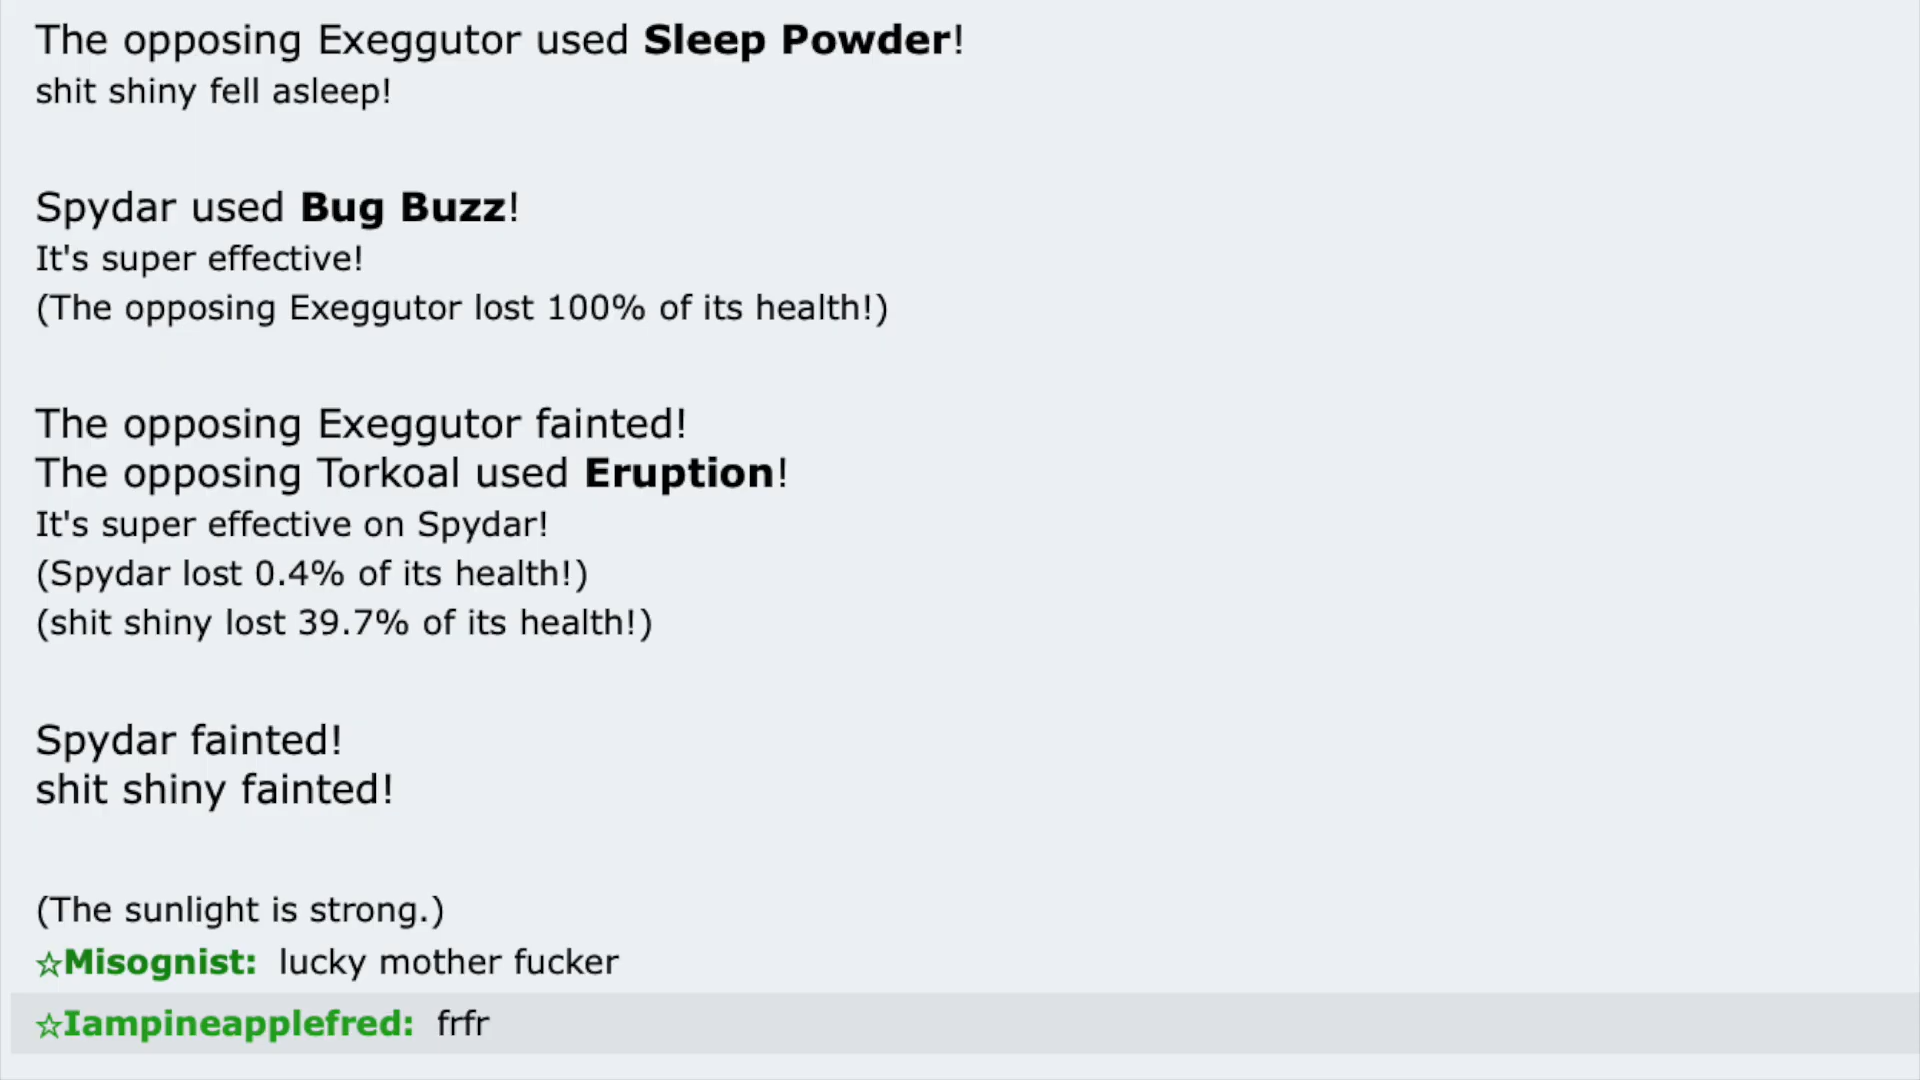 The opposing Exeggutor used Sleep Powder!
shit shiny fell asleep!
Spydar used Bug Buzz!
It's super effective!
(The opposing Exeggutor lost 100% of its health!)
The opposing Exeggutor fainted!
The opposing Torkoal used Eruption!
It's super effective on Spydar!
(Spydar lost 0.4% of its health!)
(shit shiny lost 39.7% of its health!)
Spydar fainted!
shit shiny fainted!
(The sunlight is strong.)
☆Misognist: lucky mother fucker
☆Iampineapplefred: frfr